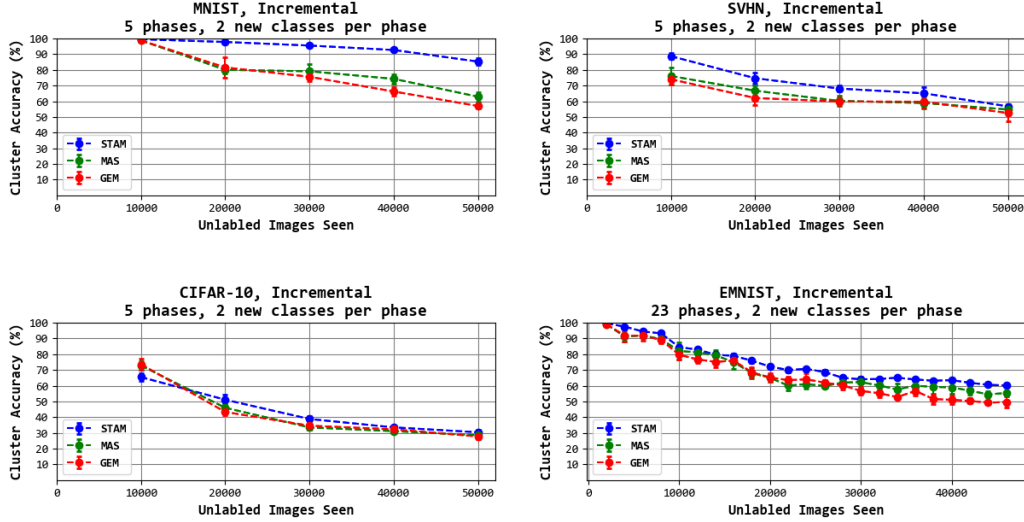 MNIST, Incremental
5 phases, 2 new classes per phase
Cluster Accuracy (%)
100
90
80
70
60
50
40
30
20
10
STAM
MAS
GEM
0 10000 20000 30000 40000 50000
Unlabled Images Seen
SVHN, Incremental
5 phases, 2 new classes per phase
Cluster Accuracy (%)
100
90
80
70
60
50
40
30
20
10
STAM
MAS
GEM
0 10000 20000 30000 40000 50000
Unlabled Images Seen
CIFAR-10, Incremental
5 phases, 2 new classes per phase
Cluster Accuracy (%)
100
90
80
70
60
50
40
30
20
10
STAM
MAS
GEM
0 10000 20000 30000 40000 50000
Unlabled Images Seen
EMNIST, Incremental
23 phases, 2 new classes per phase
Cluster Accuracy (%)
100
90
80
70
60
50
40
30
20
10
STAM
MAS
GEM
0 10000 20000 30000 40000
Unlabled Images Seen